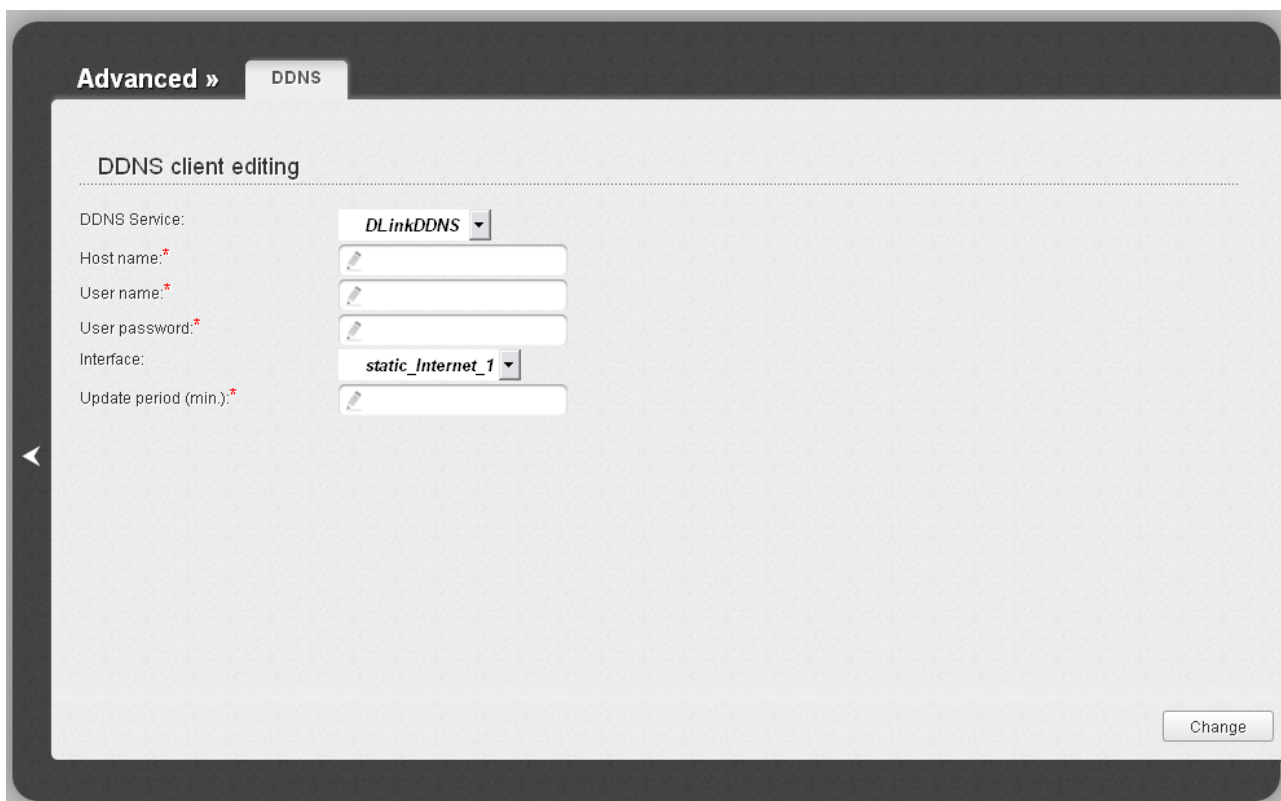 Advanced » DDNS
DDNS client editing
DDNS Service: DLinkDDNS
Host name:*
User name:*
User password:*
Interface: static_Internet_1
Update period (min.):*
Change